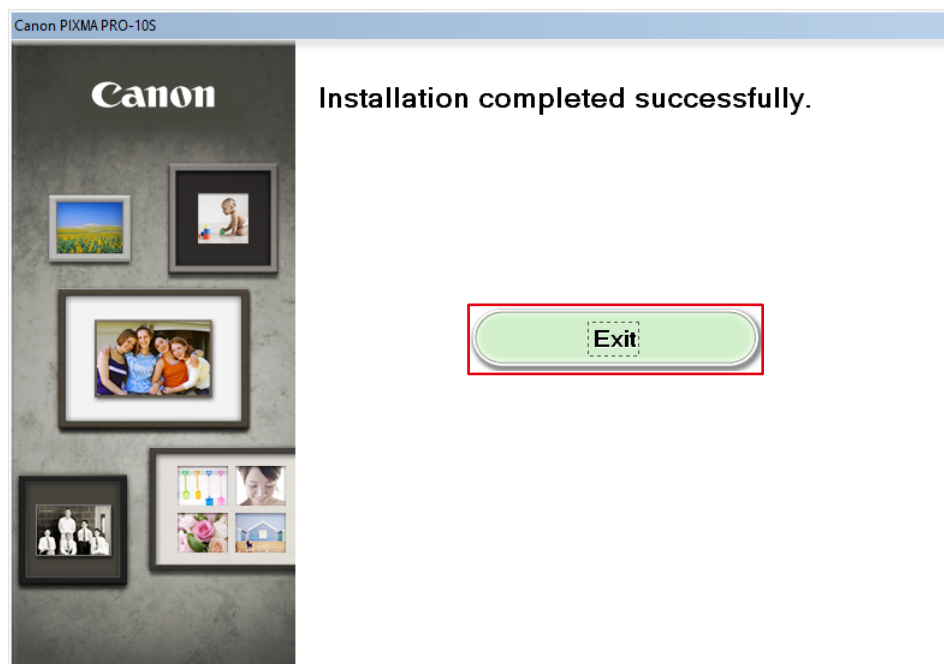 Canon PIXMA PRO-10S
Canon
Installation completed successfully.
Exit